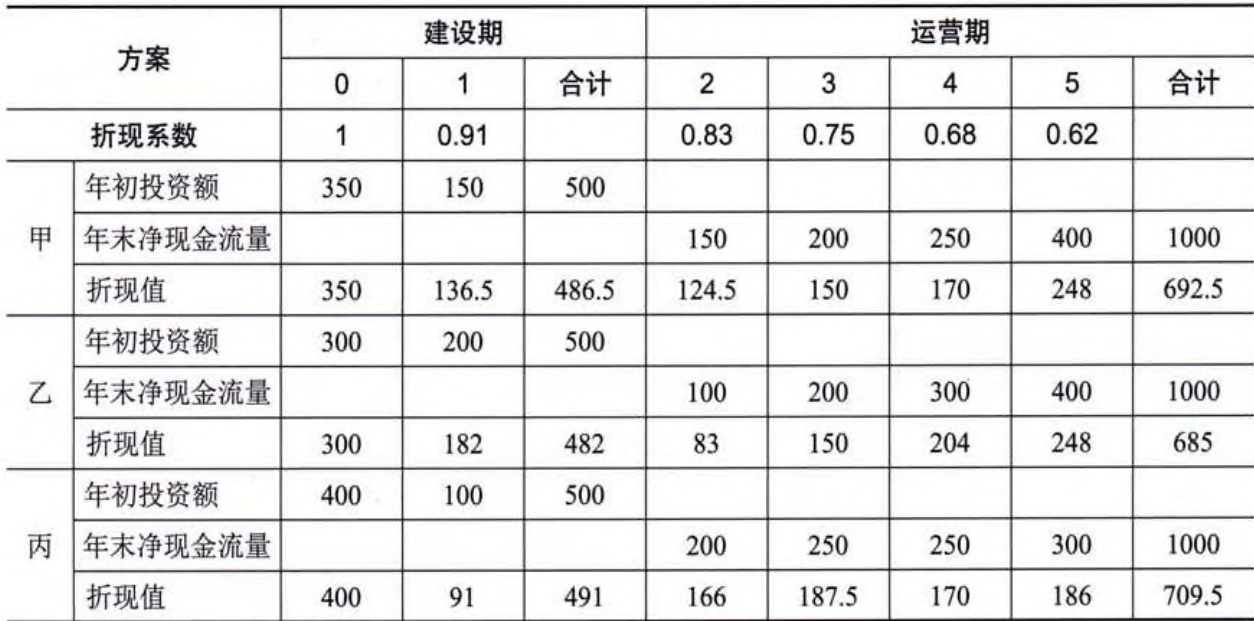 方案 建设期 运营期
0 1 合计 2 3 4 5 合计
折现系数 1 0.91 0.83 0.75 0.68 0.62
甲 年初投资额 350 150 500
年末净现金流量 150 200 250 400 1000
折现值 350 136.5 486.5 124.5 150 170 248 692.5
乙 年初投资额 300 200 500
年末净现金流量 100 200 300 400 1000
折现值 300 182 482 83 150 204 248 685
丙 年初投资额 400 100 500
年末净现金流量 200 250 250 300 1000
折现值 400 91 491 166 187.5 170 186 709.5